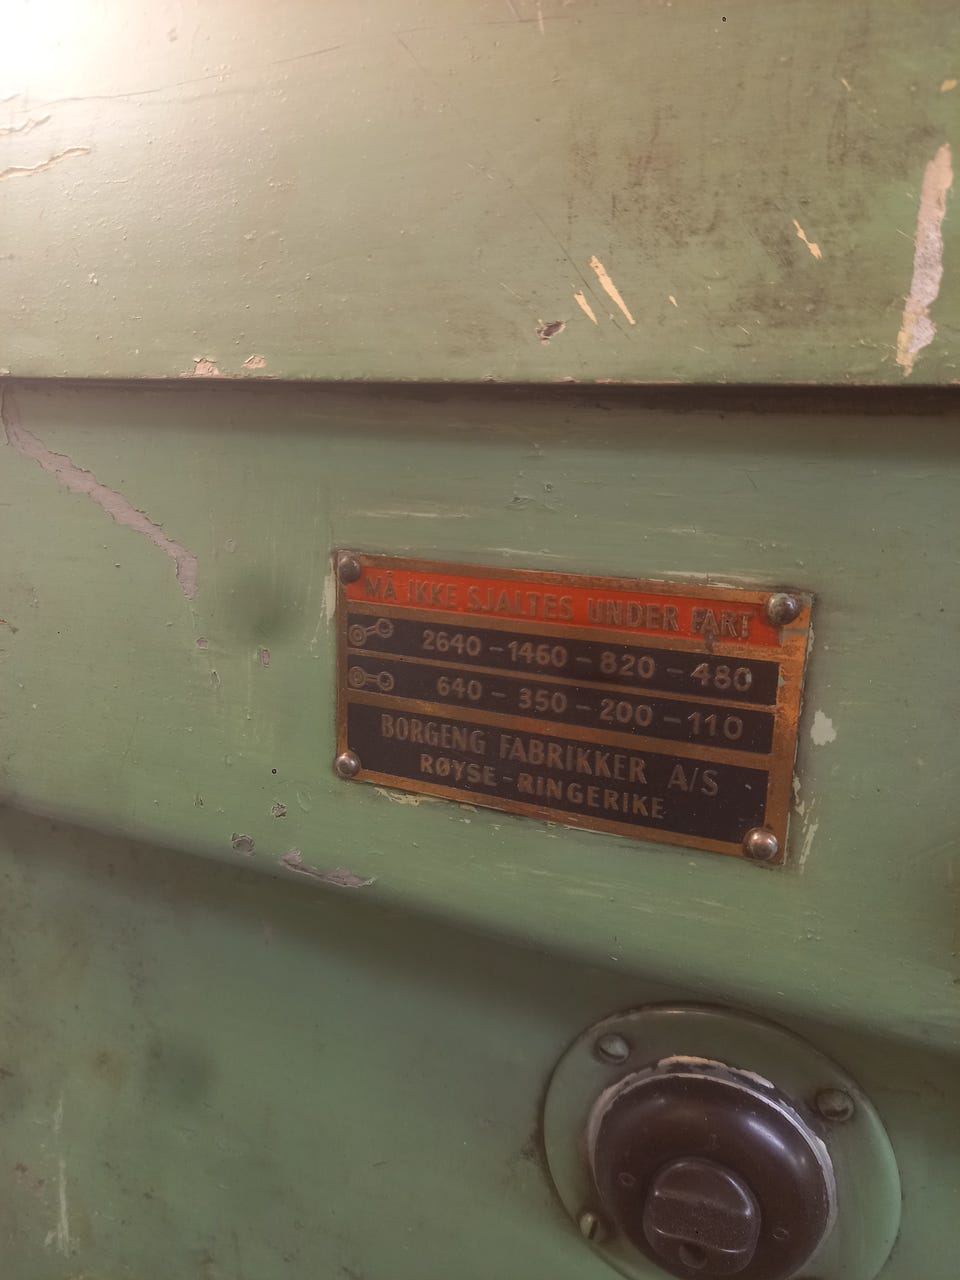 MÅ IKKE SJALTES UNDER FART
2640 – 1460 – 820 – 480
640 – 350 – 200 – 110
BORGENG FABRIKKER A/S
RØYSE - RINGERIKE